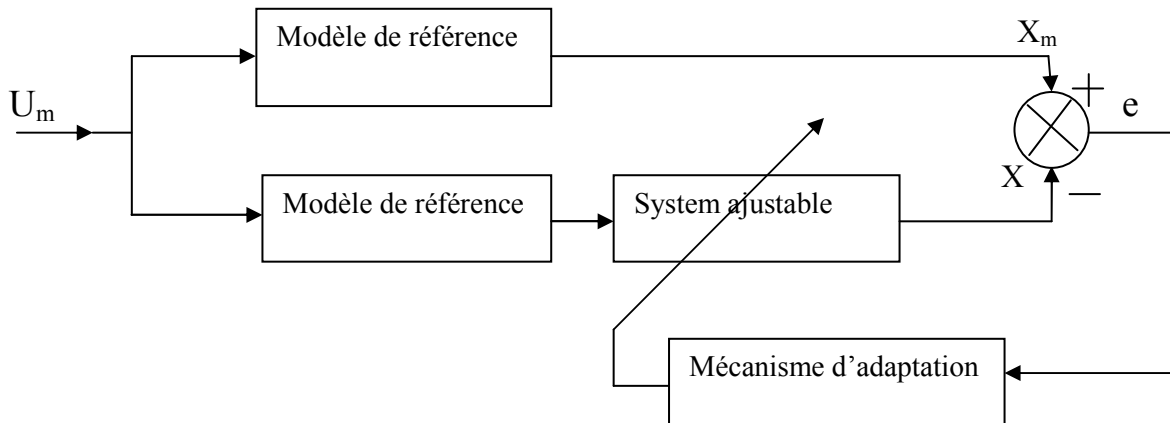 Modèle de référence
Xₘ
+
Uₘ
e
Modèle de référence
System ajustable
X
—
Mécanisme d’adaptation